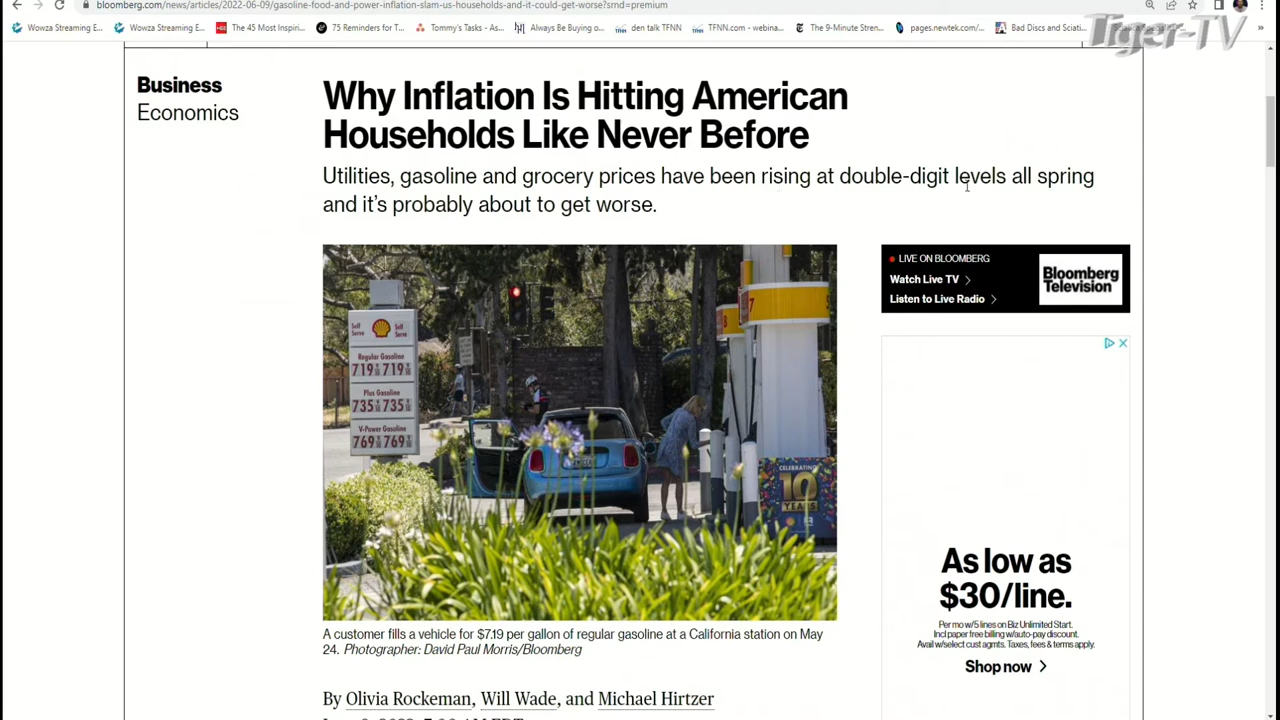 bloomberg.com/news/articles/2022-06-09/gasoline-food-and-power-inflation-slam-us-households-and-it-could-get-worse?srnd=premium
Wowza Streaming E...
Wowza Streaming E...
The 45 Most Inspiri...
75 Reminders for T...
Tommy's Tasks - As...
Always Be Buying o...
den talk TFNN
TFNN.com - webina...
The 9-Minute Stren...
pages.newtek.com/...
Bad Discs and Sciati...
Tiger-TV
Business
Economics
Why Inflation Is Hitting American
Households Like Never Before
Utilities, gasoline and grocery prices have been rising at double-digit levels all spring
and it's probably about to get worse.
LIVE ON BLOOMBERG
Watch Live TV
Listen to Live Radio
Bloomberg
Television
Self Serve
Self Serve
Regular Gasoline
719 719
Plus Gasoline
735 735
V-Power Gasoline
769 769
CELEBRATING
10
YEARS
As low as
$30/line.
Per mo w/5 lines on Biz Unlimited Start.
Incl paper free billing w/auto-pay discount.
Avail w/select cust agmts. Taxes, fees & terms apply.
Shop now
A customer fills a vehicle for $7.19 per gallon of regular gasoline at a California station on May
24. Photographer: David Paul Morris/Bloomberg
By Olivia Rockeman, Will Wade, and Michael Hirtzer